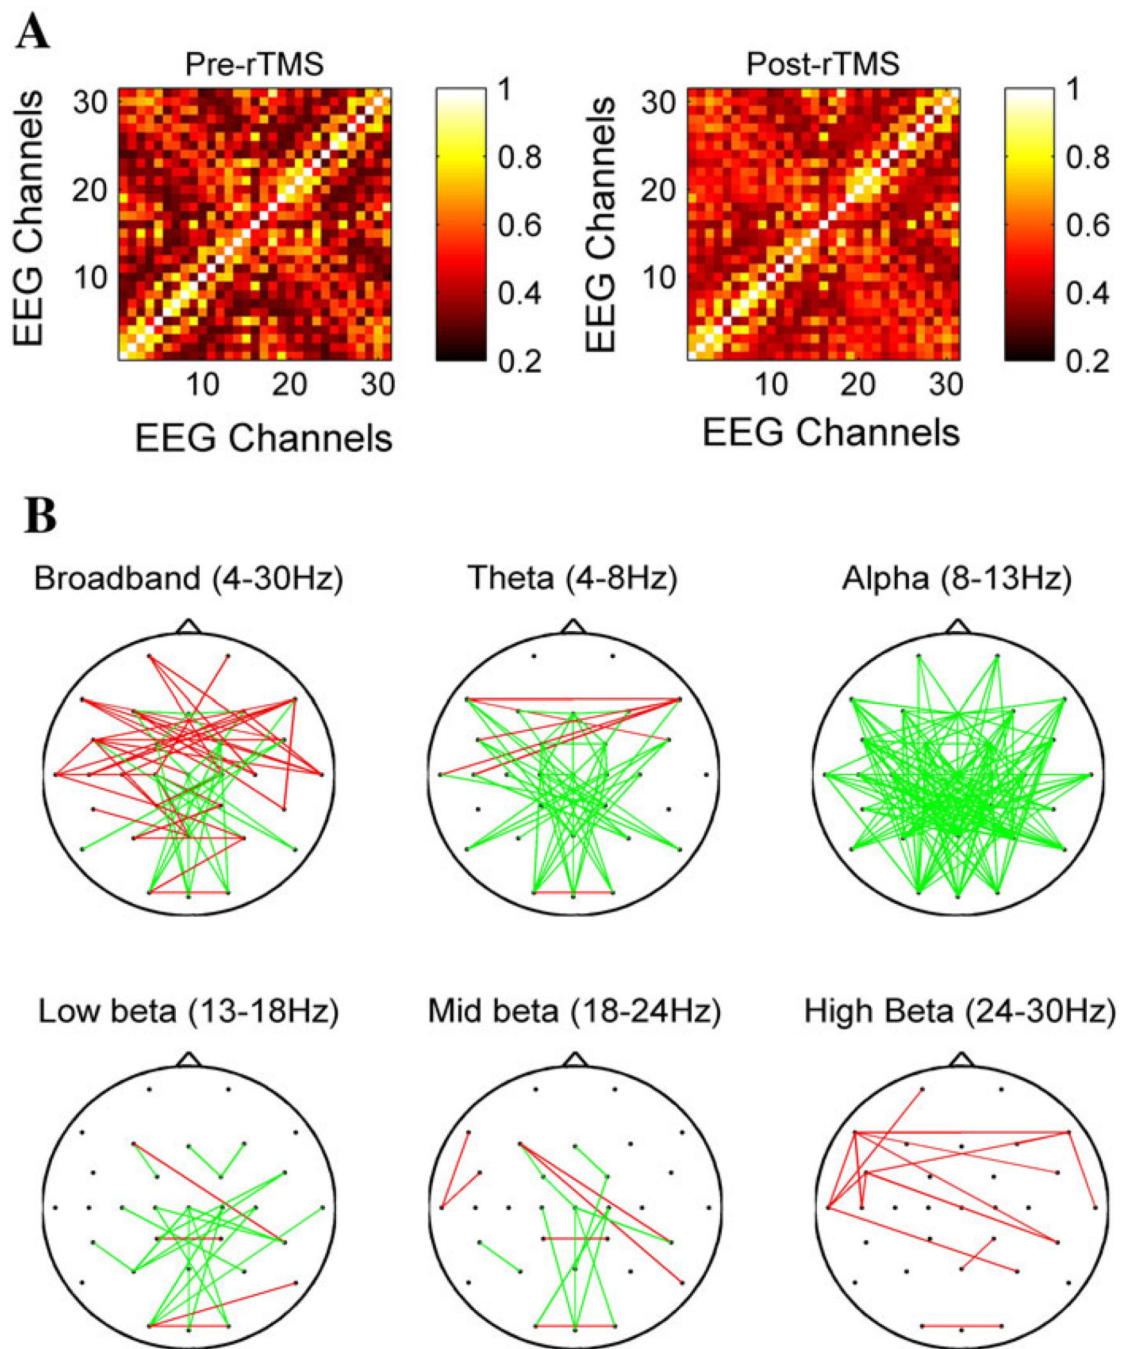 A
Pre-rTMS
Post-rTMS
EEG Channels
30
20
10
10 20 30
EEG Channels
1
0.8
0.6
0.4
0.2
EEG Channels
30
20
10
10 20 30
EEG Channels
1
0.8
0.6
0.4
0.2
B
Broadband (4-30Hz)
Theta (4-8Hz)
Alpha (8-13Hz)
Low beta (13-18Hz)
Mid beta (18-24Hz)
High Beta (24-30Hz)